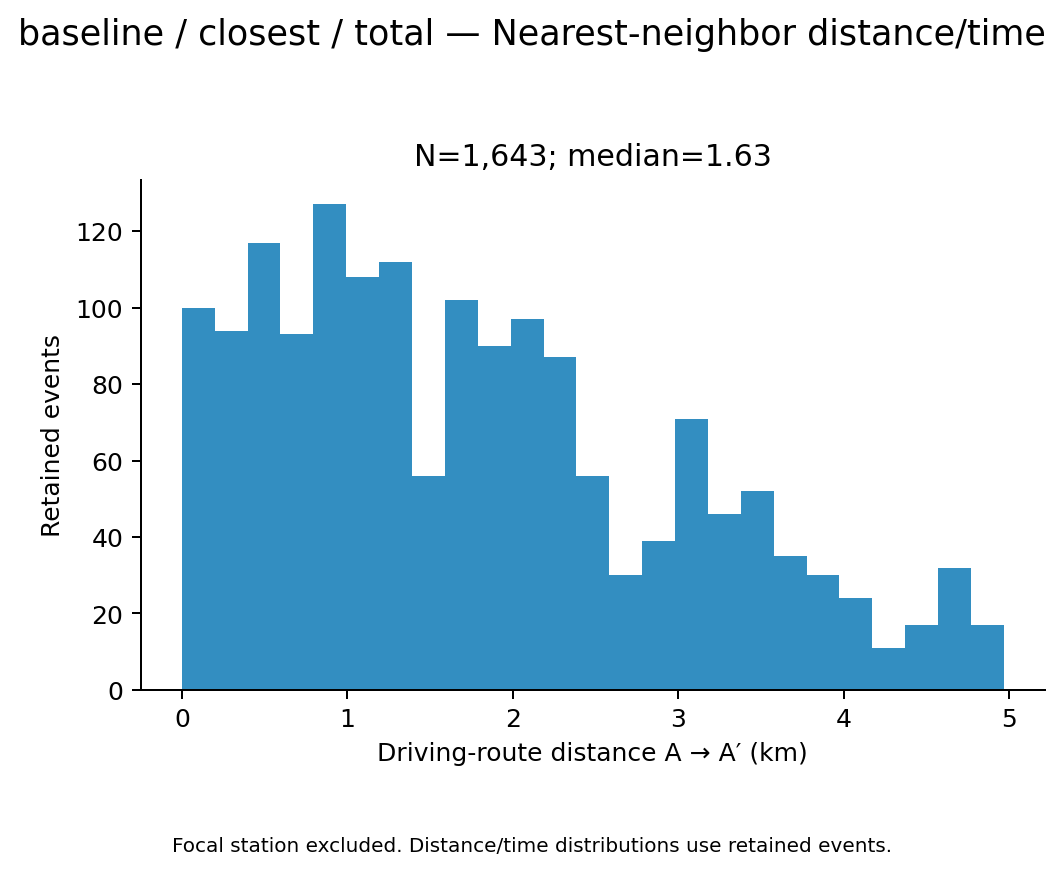 baseline / closest / total — Nearest-neighbor distance/time
N=1,643; median=1.63
120
100
80
60
40
20
0
Retained events
0 1 2 3 4 5
Driving-route distance A → A′ (km)
Focal station excluded. Distance/time distributions use retained events.